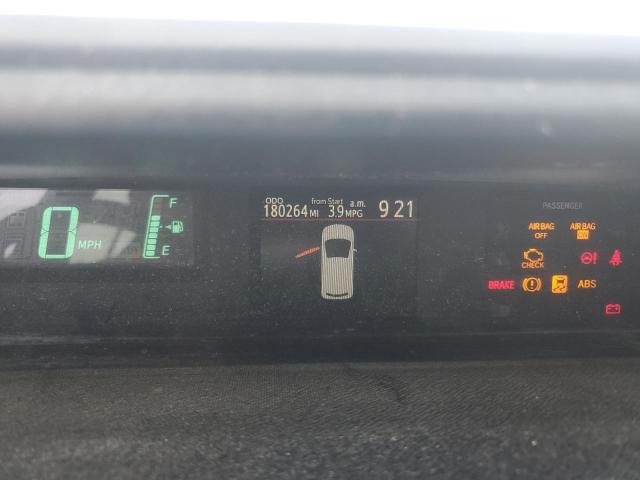 F
0 MPH
E
ODO from Start a.m.
180264 MI 3.9 MPG 9 21
PASSENGER
AIR BAG AIR BAG
OFF ON
CHECK
BRAKE ABS